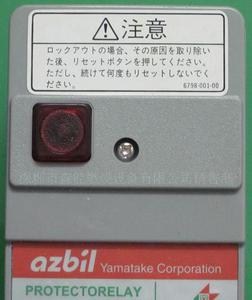 ⚠注意
ロックアウトの場合、その原因を取り除い
た後、リセットボタンを押してください。
ただし、続けて何度もリセットしないでく
ださい。
6798-001-00
azbil Yamatake Corporation
PROTECTORELAY